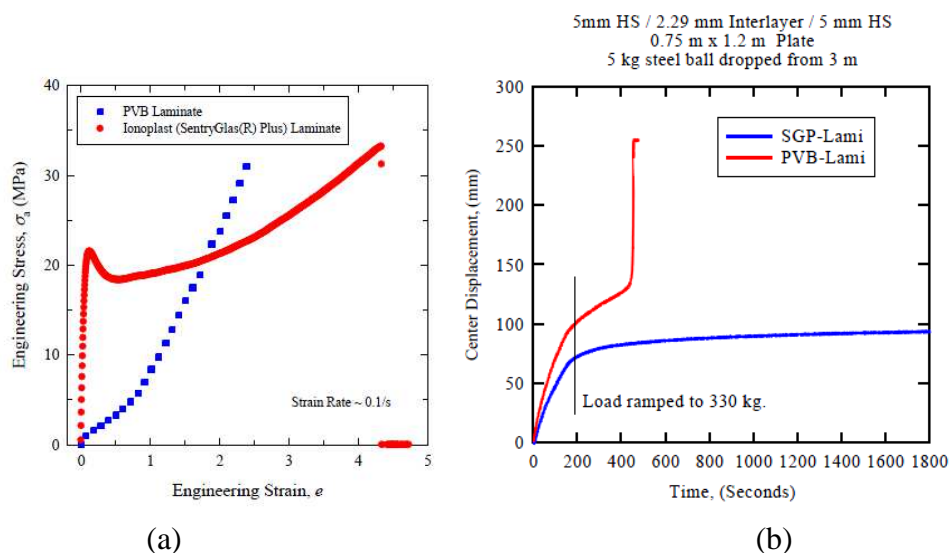 5mm HS / 2.29 mm Interlayer / 5 mm HS
0.75 m x 1.2 m Plate
5 kg steel ball dropped from 3 m
PVB Laminate
Ionoplast (SentryGlas(R) Plus) Laminate
Engineering Stress, σa (MPa)
40
30
20
10
0
Strain Rate ~ 0.1/s
0 1 2 3 4 5
Engineering Strain, e
(a)
SGP-Lami
PVB-Lami
Center Displacement, (mm)
300
250
200
150
100
50
0
Load ramped to 330 kg.
0 200 400 600 800 1000 1200 1400 1600 1800
Time, (Seconds)
(b)